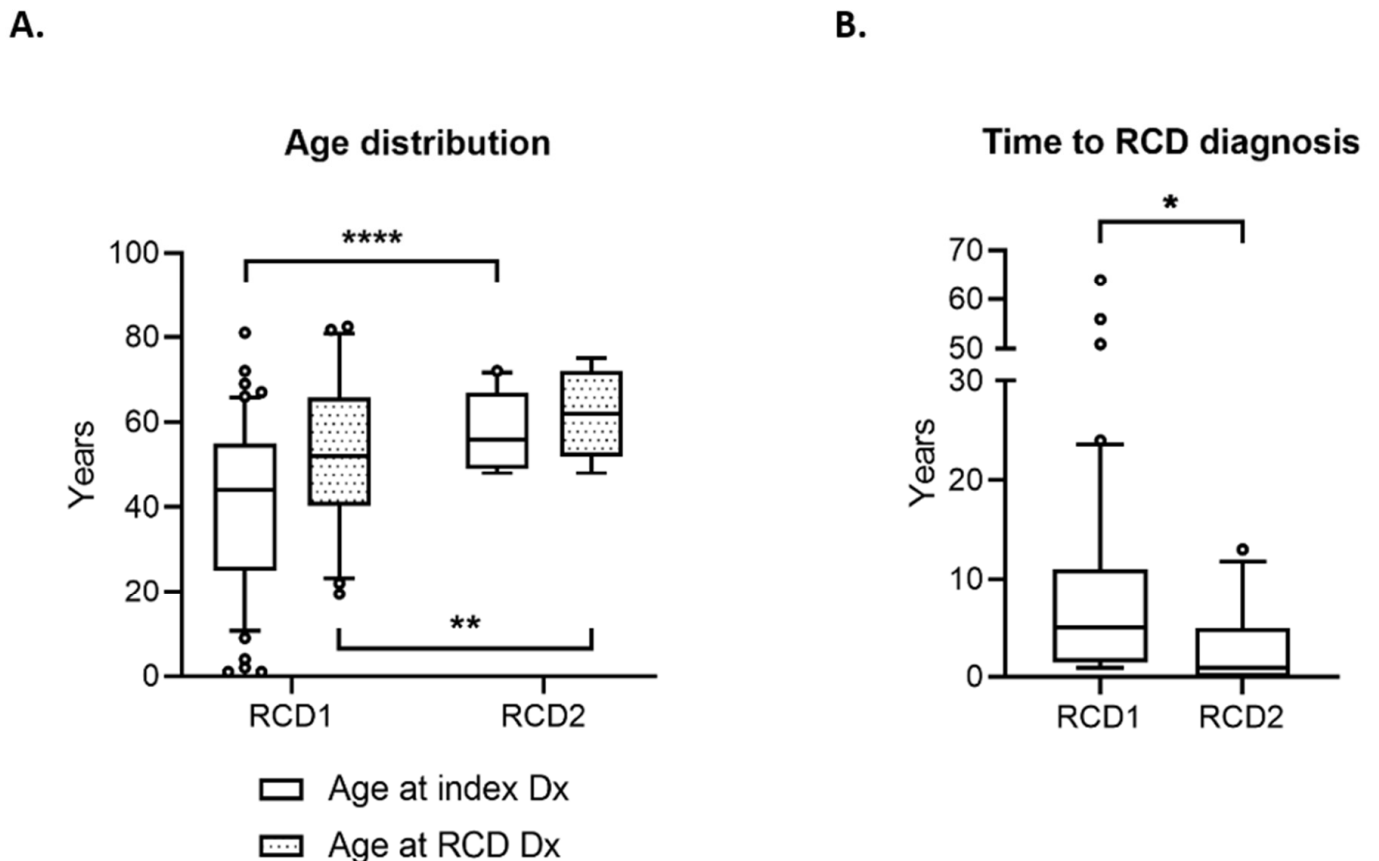 A.
B.
Age distribution
Time to RCD diagnosis
****
*
**
Years
100
80
60
40
20
0
RCD1
RCD2
Age at index Dx
Age at RCD Dx
Years
70
60
50
30
20
10
0
RCD1
RCD2